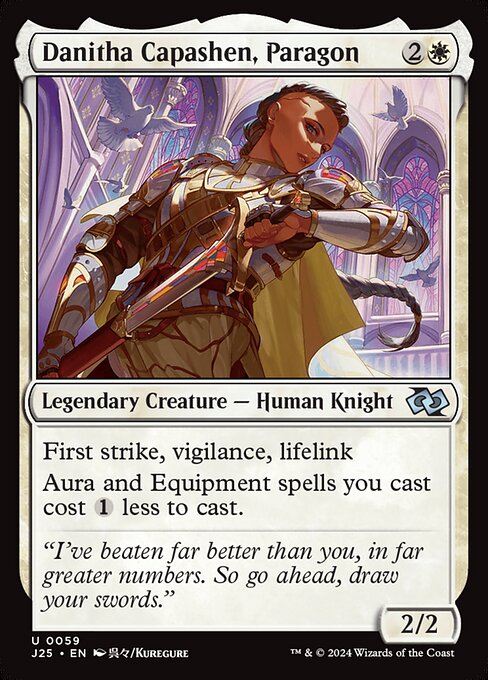 Danitha Capashen, Paragon 2
Legendary Creature — Human Knight
First strike, vigilance, lifelink
Aura and Equipment spells you cast
cost 1 less to cast.
“I’ve beaten far better than you, in far
greater numbers. So go ahead, draw
your swords.”
2/2
U 0059
J25 • EN 呉々/Kuregure
™ & © 2024 Wizards of the Coast